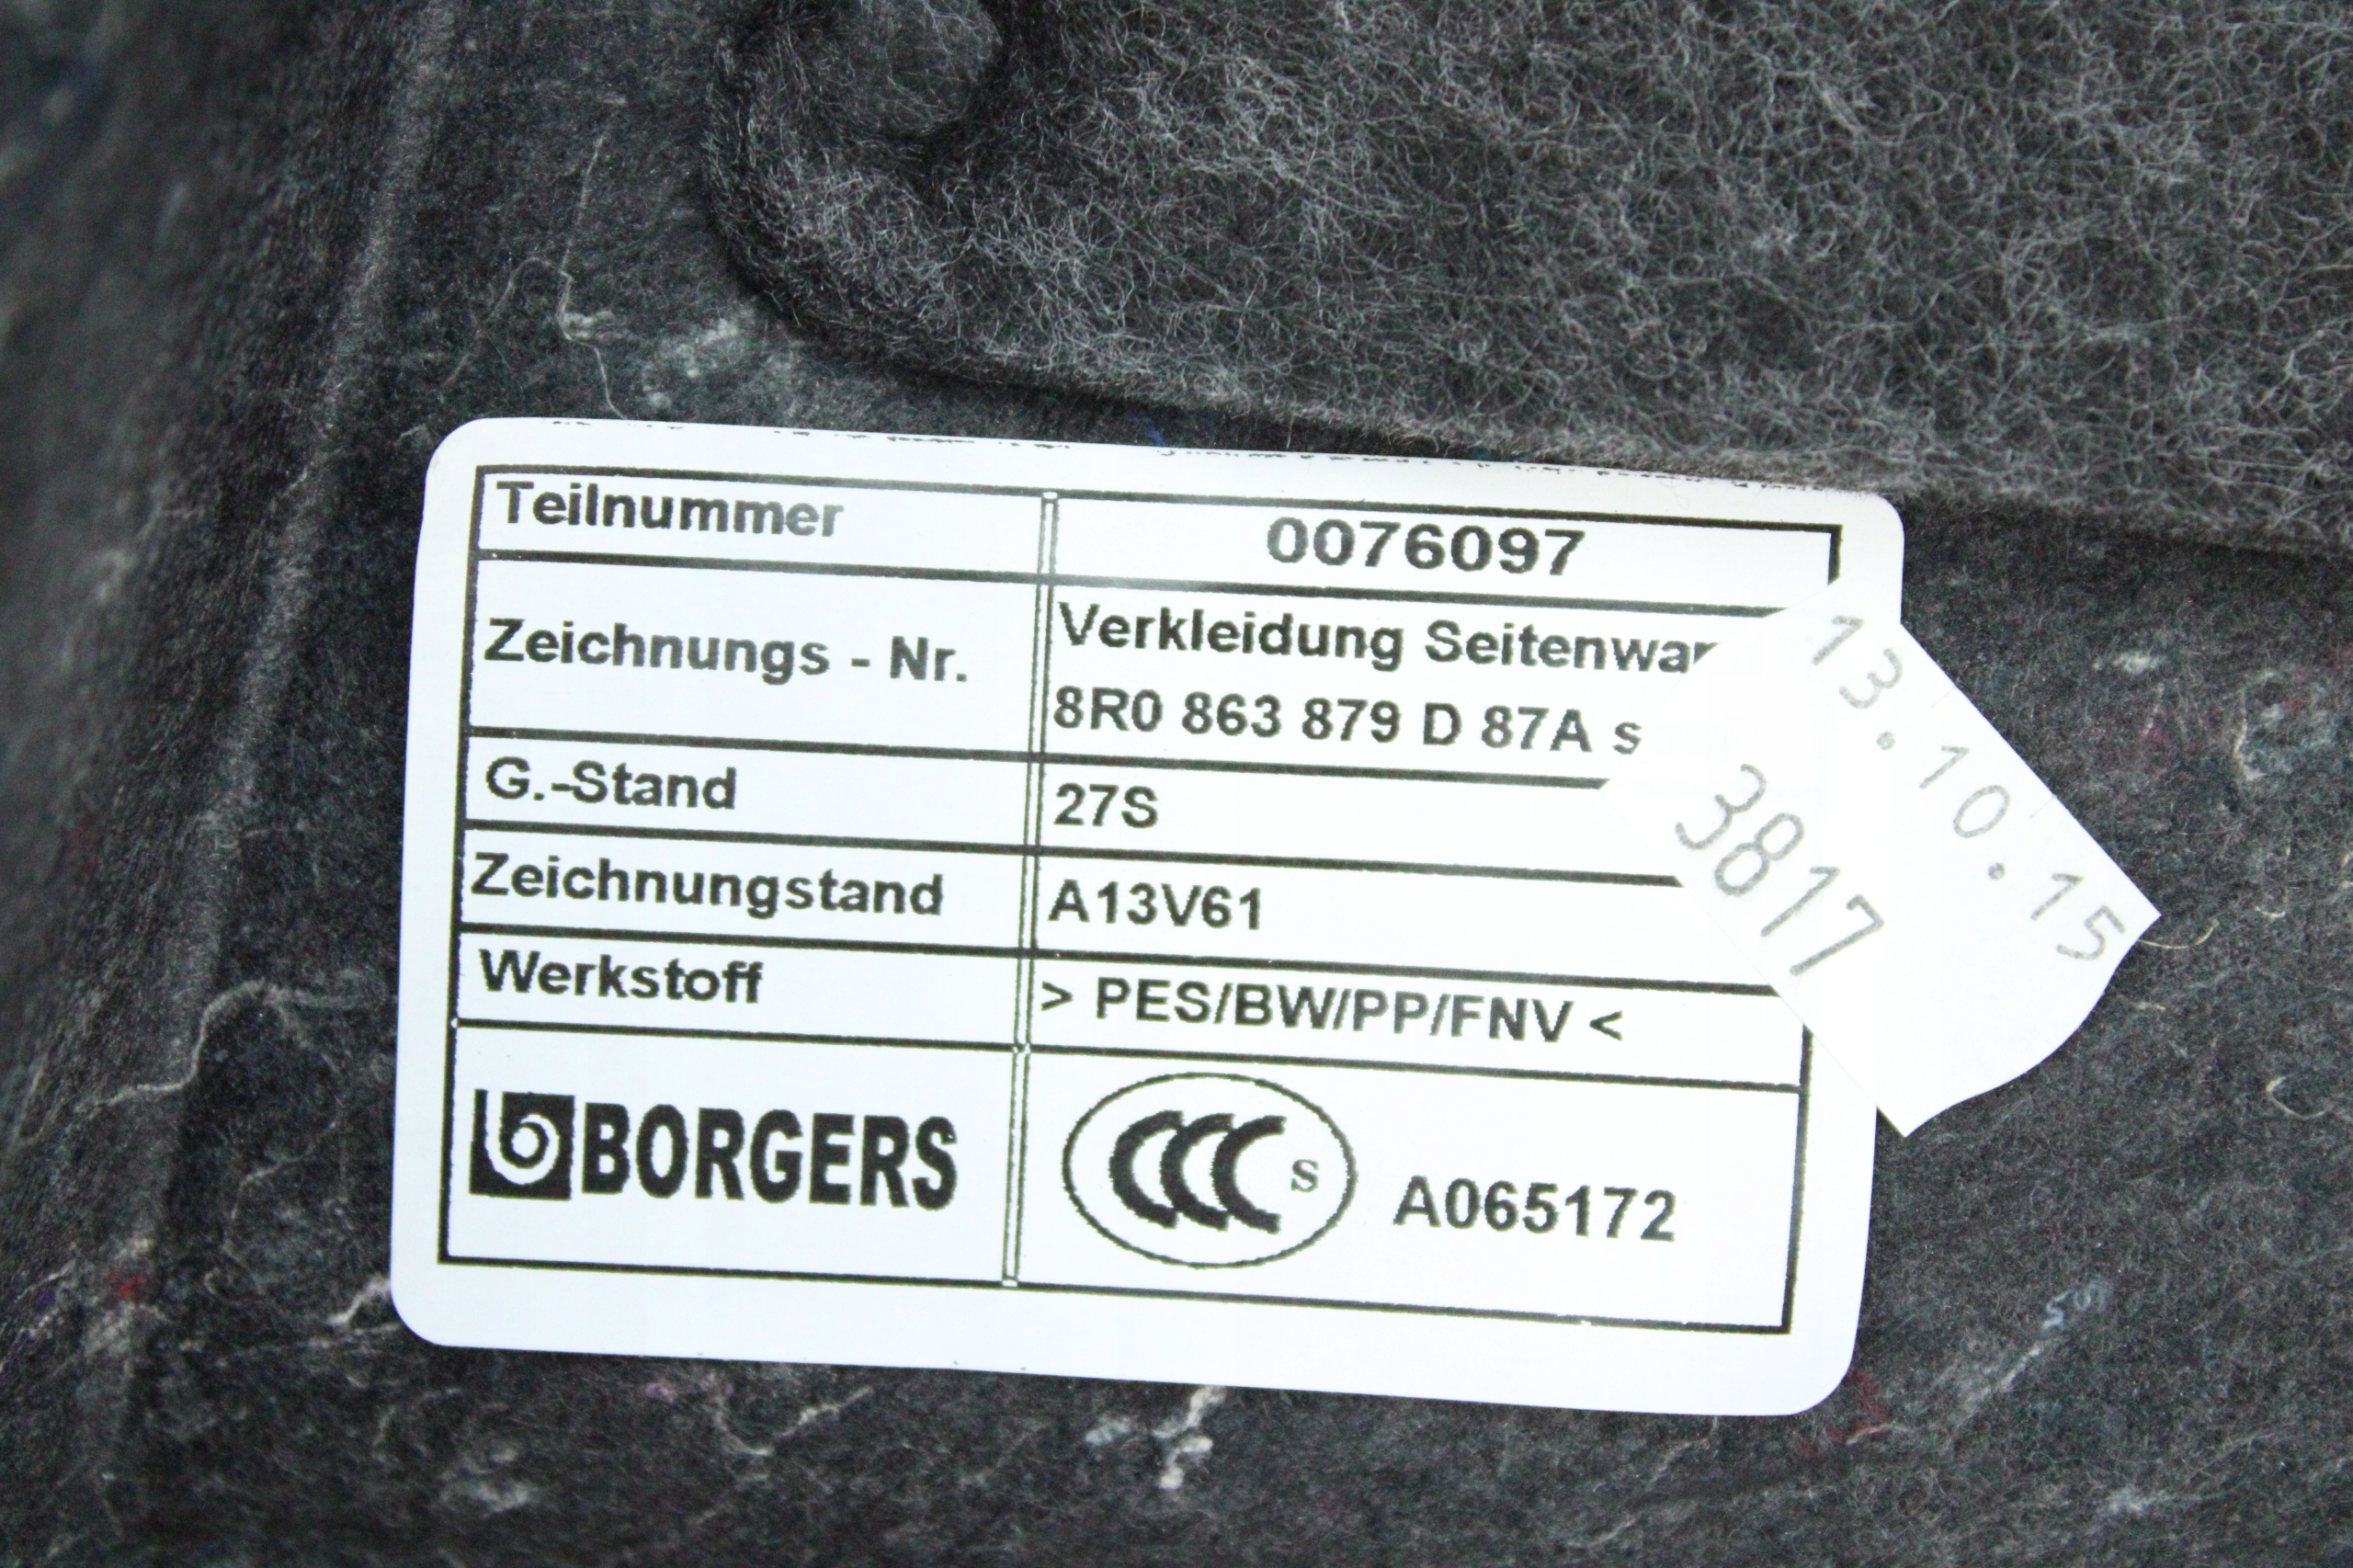 Teilnummer 0076097
Zeichnungs - Nr. Verkleidung
8R0 863 879 D 87A
G.-Stand 27S
Zeichnungstand A13V61
Werkstoff > PES/BW/PP/FNV <
BORGERS CCC S A065172
13.10.15
3817